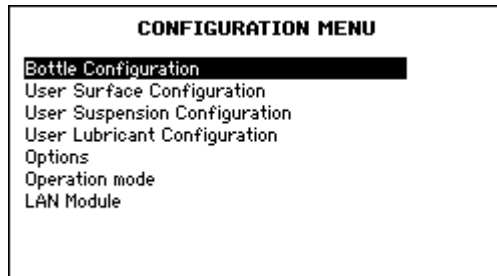 CONFIGURATION MENU
Bottle Configuration
User Surface Configuration
User Suspension Configuration
User Lubricant Configuration
Options
Operation mode
LAN Module